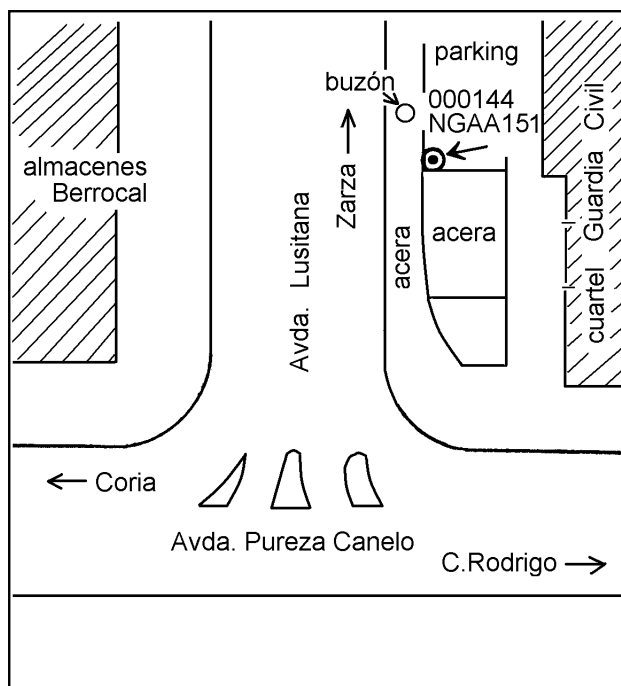 parking
buzón
000144
NGAA151
almacenes
Berrocal
Zarza
Avda. Lusitana
acera
acera
cuartel Guardia Civil
Coria
Avda. Pureza Canelo
C.Rodrigo